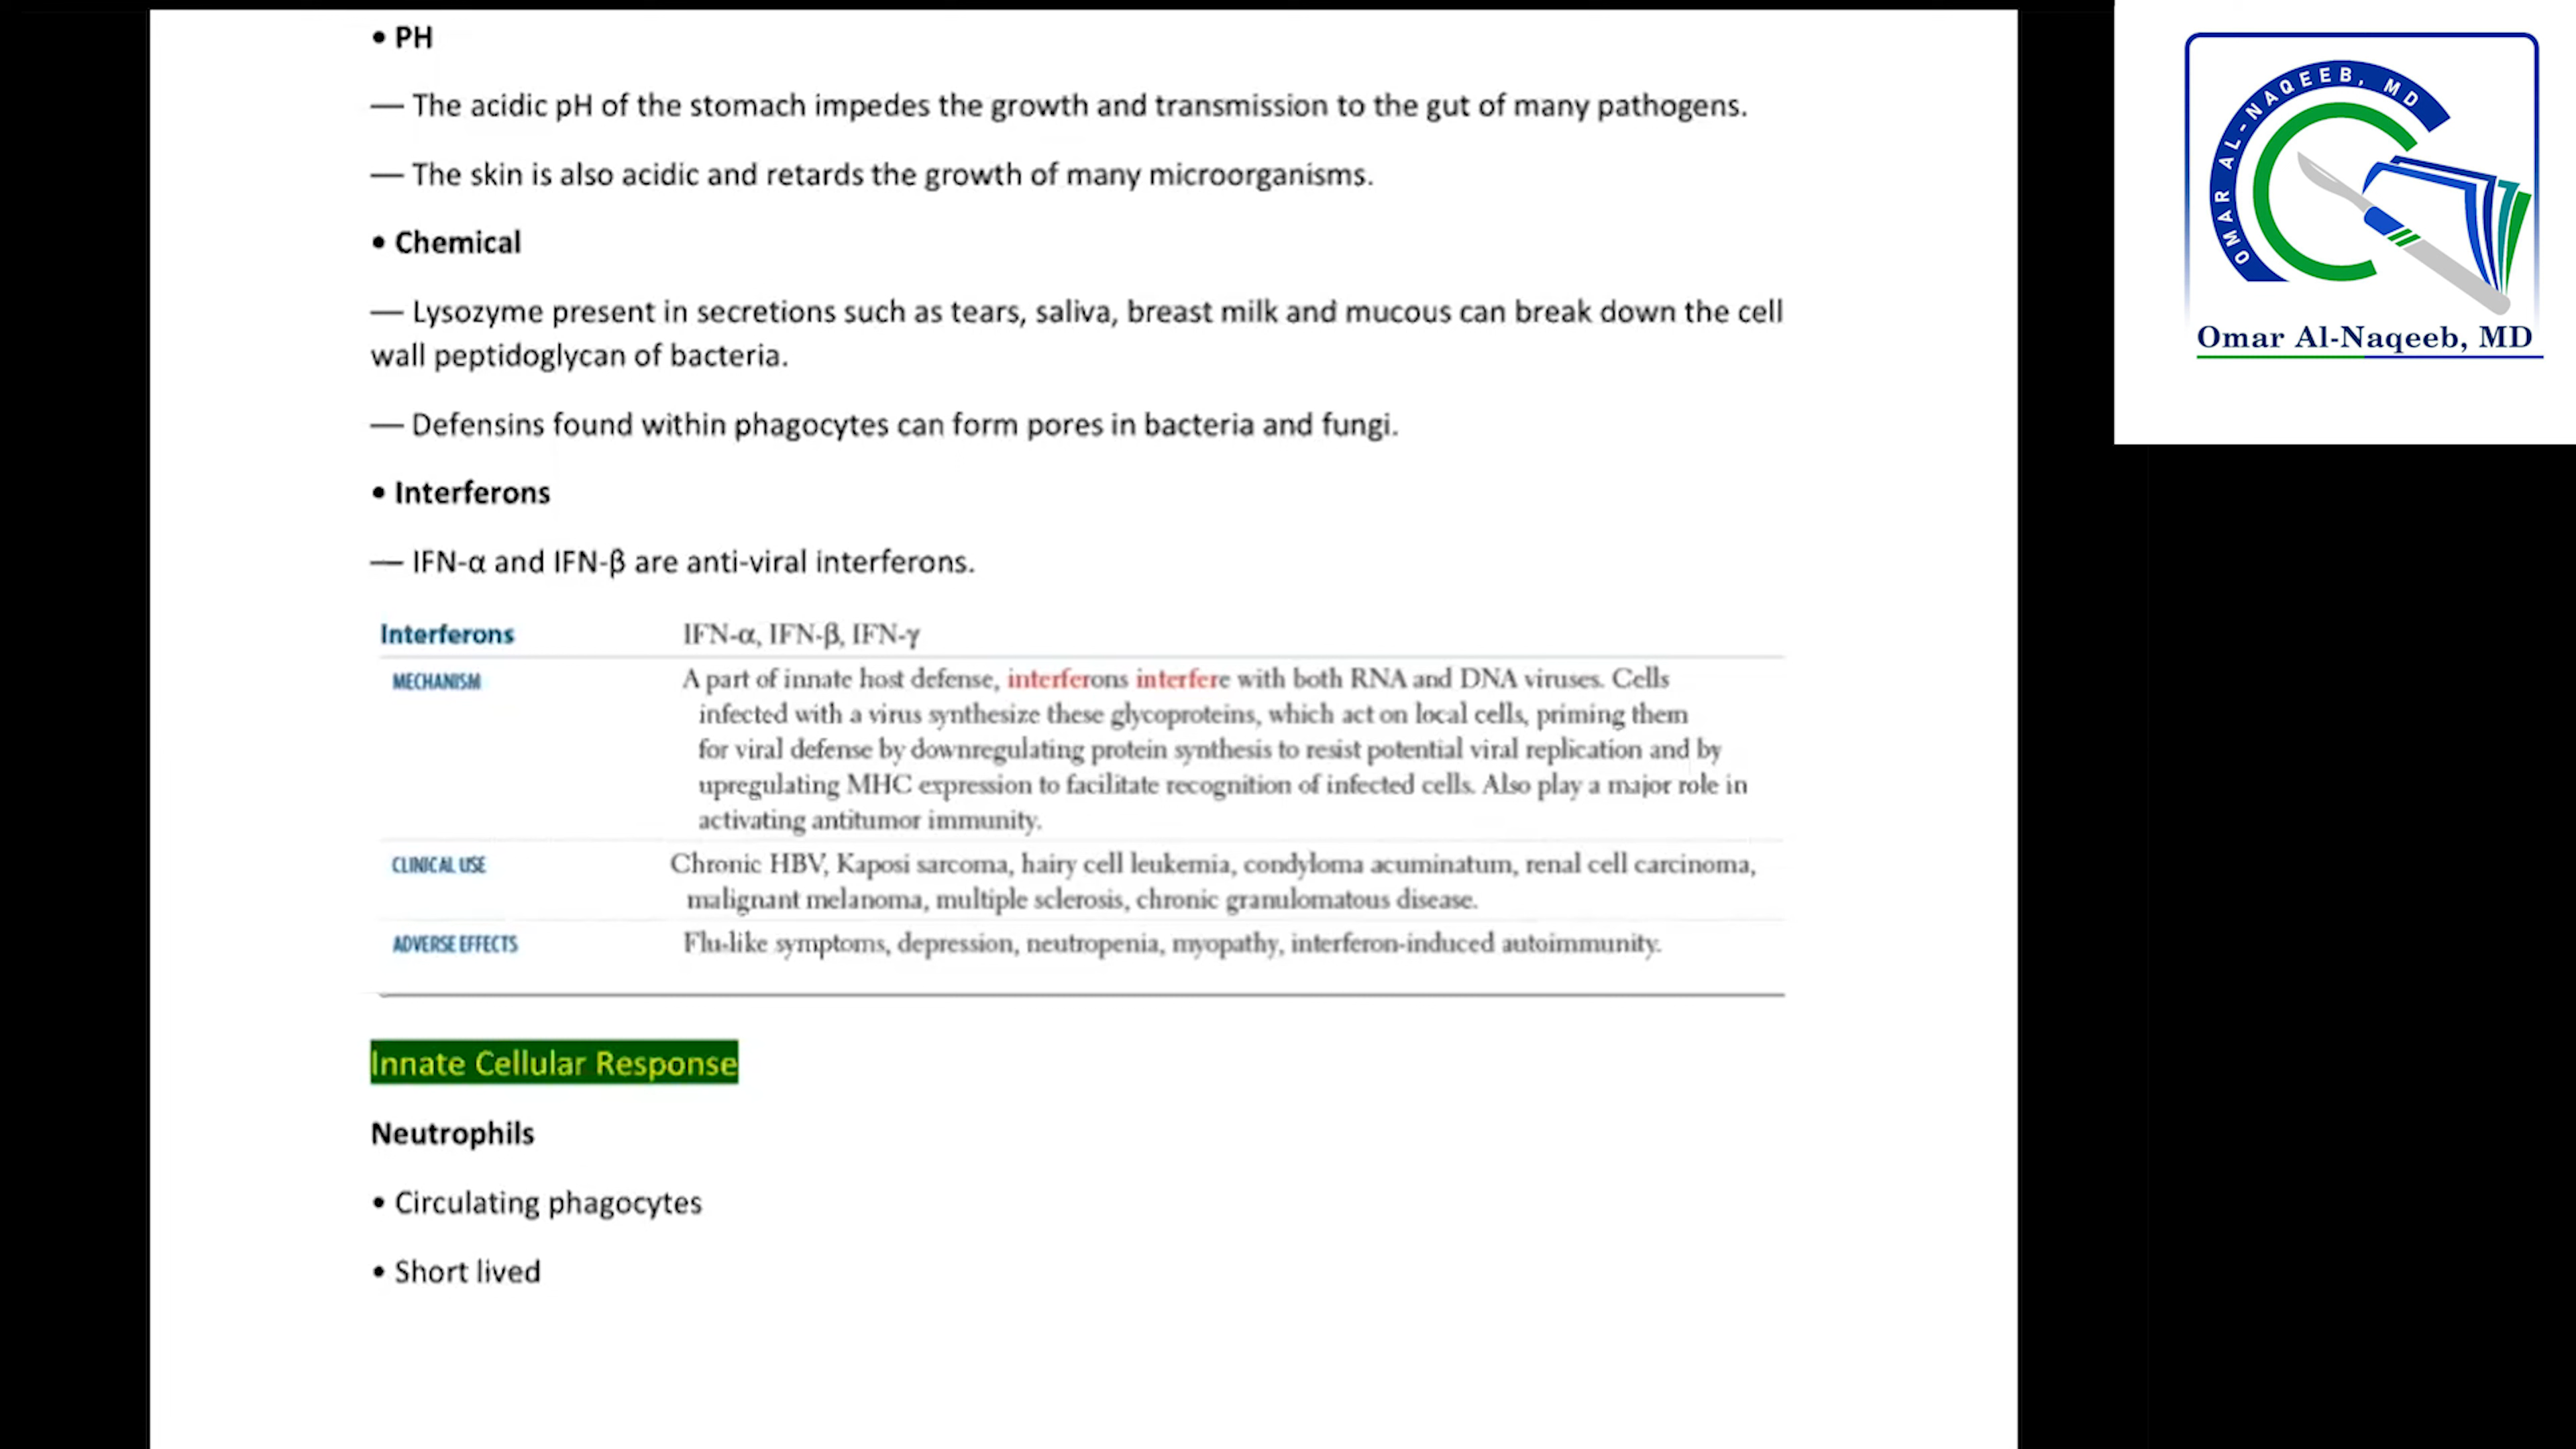 • PH
— The acidic pH of the stomach impedes the growth and transmission to the gut of many pathogens.
— The skin is also acidic and retards the growth of many microorganisms.
• Chemical
— Lysozyme present in secretions such as tears, saliva, breast milk and mucous can break down the cell
wall peptidoglycan of bacteria.
— Defensins found within phagocytes can form pores in bacteria and fungi.
• Interferons
— IFN-α and IFN-β are anti-viral interferons.
Interferons IFN-α, IFN-β, IFN-γ
MECHANISM A part of innate host defense, interferons interfere with both RNA and DNA viruses. Cells
infected with a virus synthesize these glycoproteins, which act on local cells, priming them
for viral defense by downregulating protein synthesis to resist potential viral replication and by
upregulating MHC expression to facilitate recognition of infected cells. Also play a major role in
activating antitumor immunity.
CLINICAL USE Chronic HBV, Kaposi sarcoma, hairy cell leukemia, condyloma acuminatum, renal cell carcinoma,
malignant melanoma, multiple sclerosis, chronic granulomatous disease.
ADVERSE EFFECTS Flu-like symptoms, depression, neutropenia, myopathy, interferon-induced autoimmunity.
Innate Cellular Response
Neutrophils
• Circulating phagocytes
• Short lived
OMAR AL-NAQEEB, MD
Omar Al-Naqeeb, MD